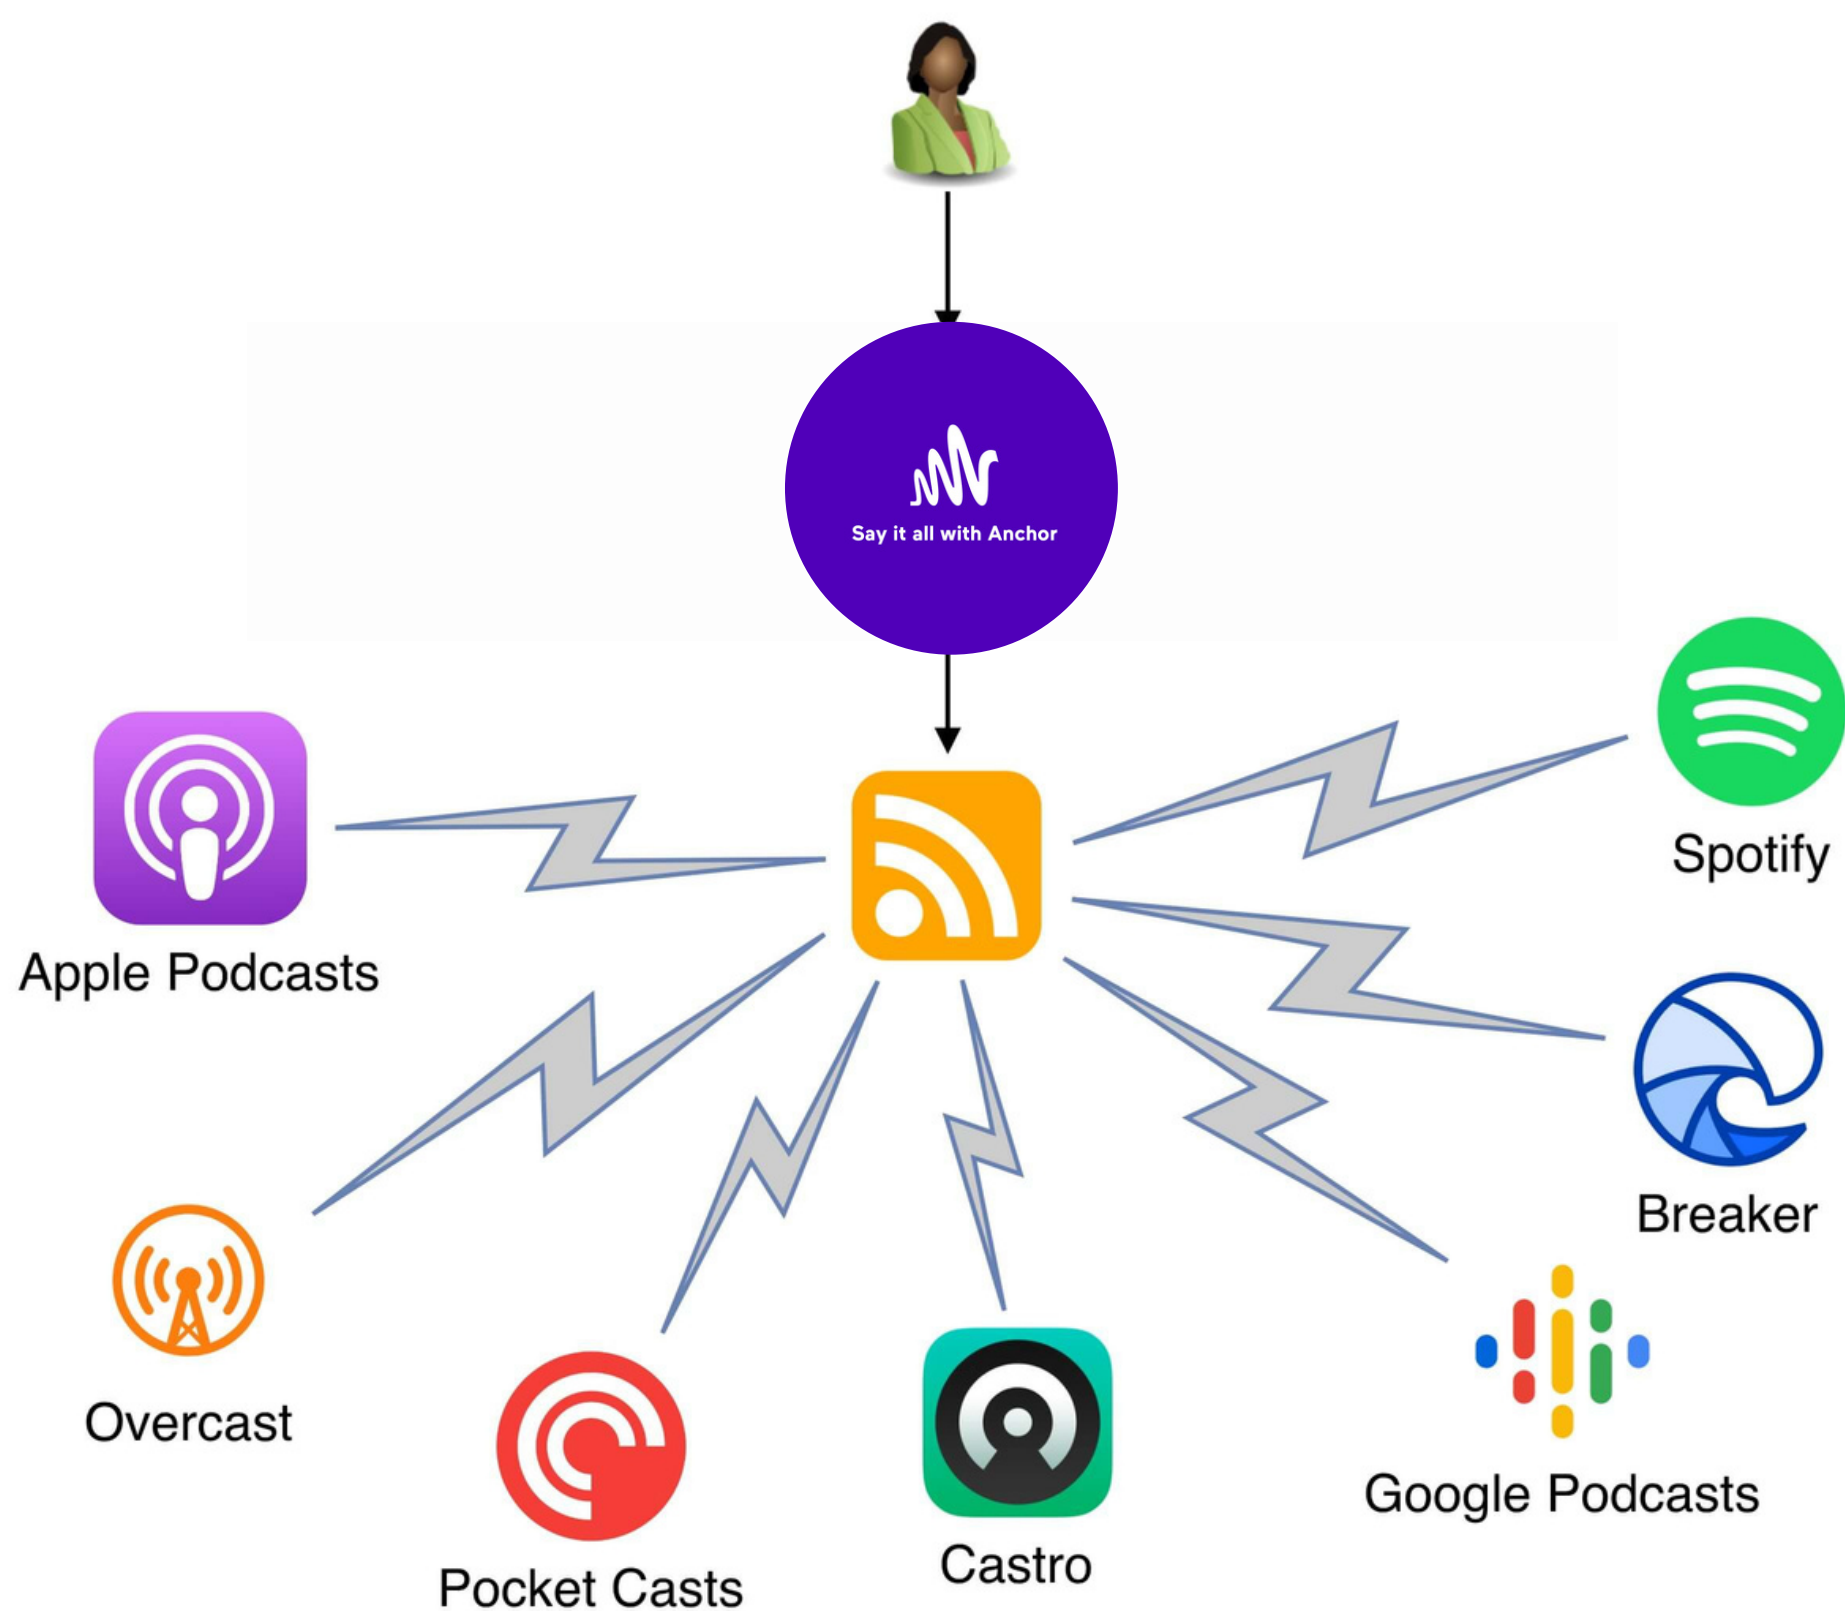 Say it all with Anchor
Spotify
Apple Podcasts
Breaker
Overcast
Google Podcasts
Castro
Pocket Casts